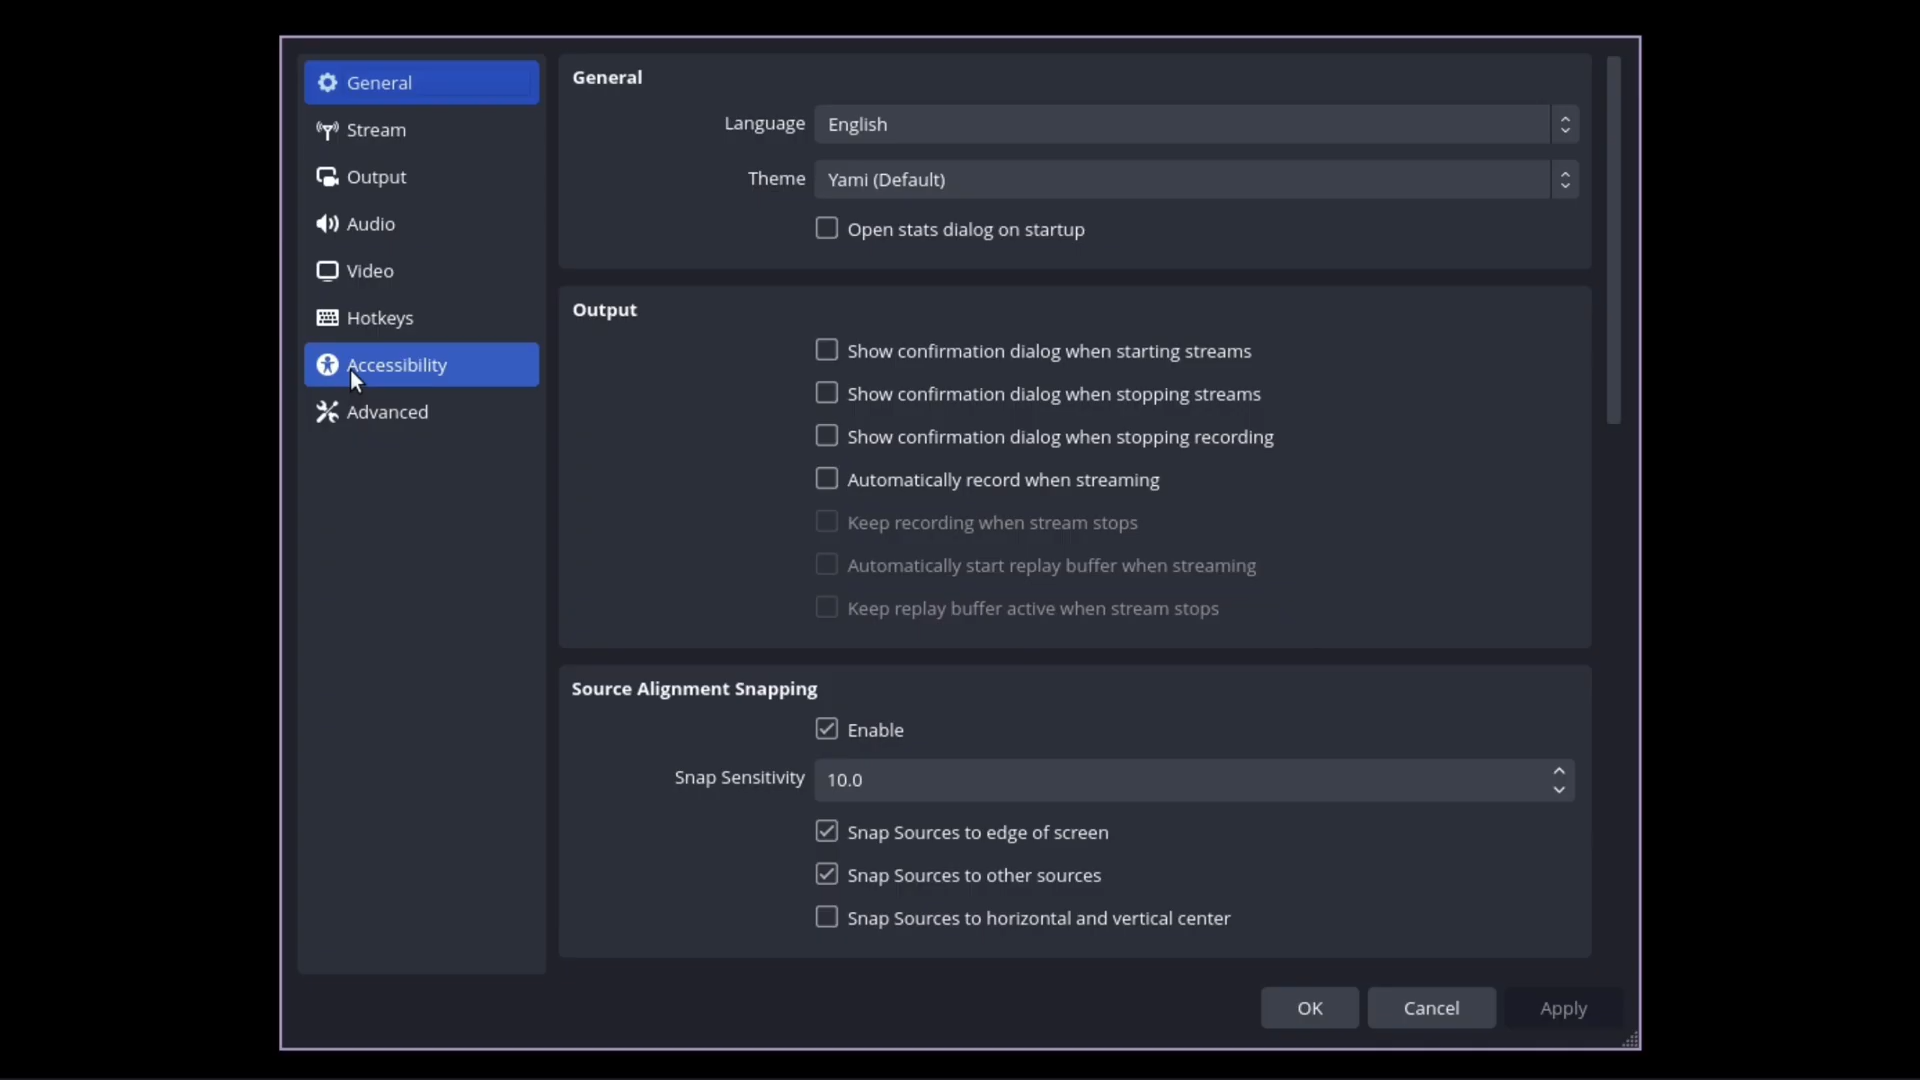 General
Stream
Output
Audio
Video
Hotkeys
Accessibility
Advanced
General
Language English
Theme Yami (Default)
Open stats dialog on startup
Output
Show confirmation dialog when starting streams
Show confirmation dialog when stopping streams
Show confirmation dialog when stopping recording
Automatically record when streaming
Keep recording when stream stops
Automatically start replay buffer when streaming
Keep replay buffer active when stream stops
Source Alignment Snapping
Enable
Snap Sensitivity 10.0
Snap Sources to edge of screen
Snap Sources to other sources
Snap Sources to horizontal and vertical center
OK Cancel Apply